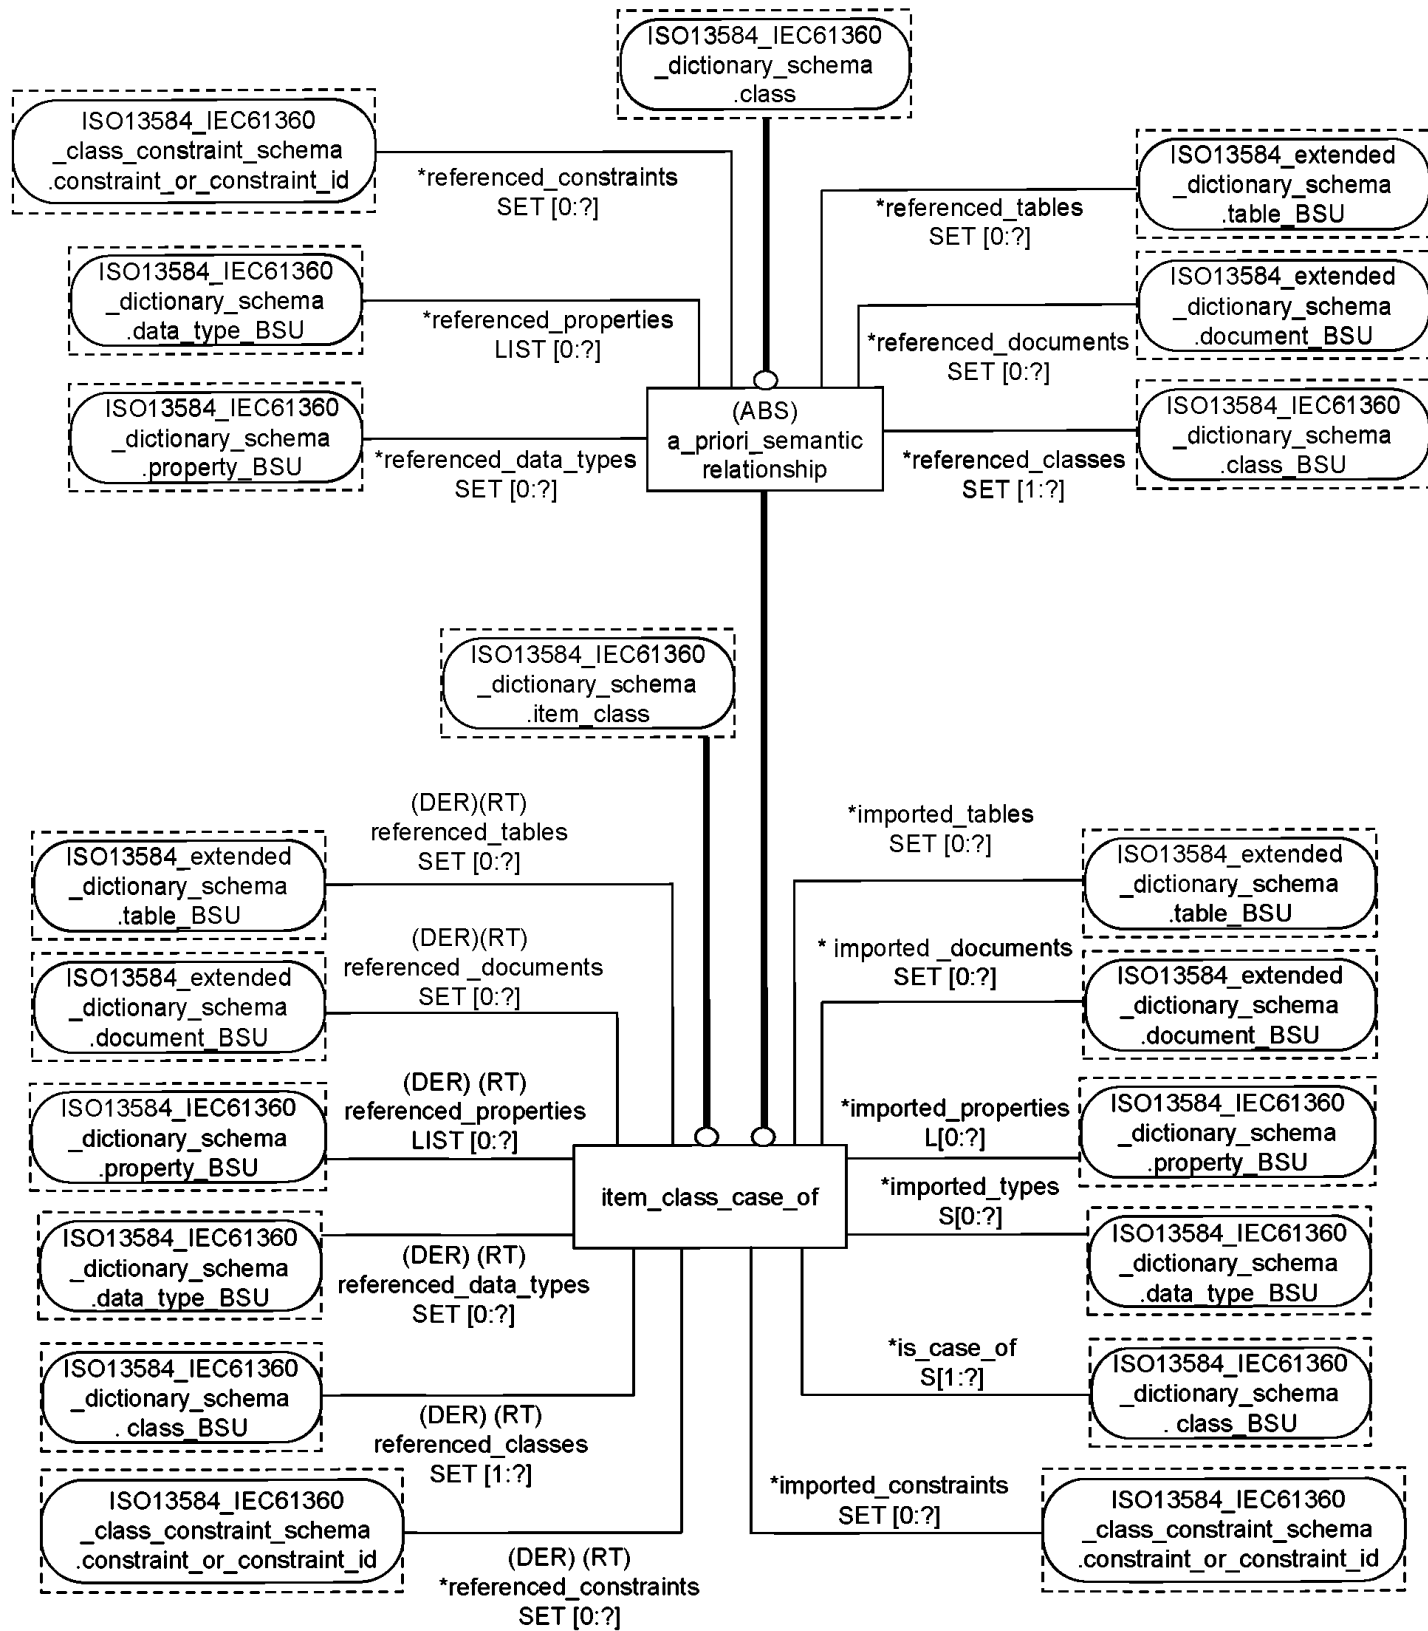 ISO13584_IEC61360
_dictionary_schema
.class
ISO13584_IEC61360
_class_constraint_schema
.constraint_or_constraint_id
*referenced_constraints
SET [0:?]
ISO13584_extended
_dictionary_schema
.table_BSU
*referenced_tables
SET [0:?]
ISO13584_IEC61360
_dictionary_schema
.data_type_BSU
*referenced_properties
LIST [0:?]
ISO13584_extended
_dictionary_schema
.document_BSU
*referenced_documents
SET [0:?]
ISO13584_IEC61360
_dictionary_schema
.property_BSU
*referenced_data_types
SET [0:?]
(ABS)
a_priori_semantic
relationship
*referenced_classes
SET [1:?]
ISO13584_IEC61360
_dictionary_schema
.class_BSU
ISO13584_IEC61360
_dictionary_schema
.item_class
(DER)(RT)
referenced_tables
SET [0:?]
ISO13584_extended
_dictionary_schema
.table_BSU
*imported_tables
SET [0:?]
ISO13584_extended
_dictionary_schema
.table_BSU
(DER)(RT)
referenced _documents
SET [0:?]
ISO13584_extended
_dictionary_schema
.document_BSU
* imported _documents
SET [0:?]
ISO13584_extended
_dictionary_schema
.document_BSU
(DER) (RT)
referenced_properties
LIST [0:?]
ISO13584_IEC61360
_dictionary_schema
.property_BSU
*imported_properties
L[0:?]
ISO13584_IEC61360
_dictionary_schema
.property_BSU
item_class_case_of
*imported_types
S[0:?]
ISO13584_IEC61360
_dictionary_schema
.data_type_BSU
(DER) (RT)
referenced_data_types
SET [0:?]
ISO13584_IEC61360
_dictionary_schema
.data_type_BSU
ISO13584_IEC61360
_dictionary_schema
. class_BSU
(DER) (RT)
referenced_classes
SET [1:?]
*is_case_of
S[1:?]
ISO13584_IEC61360
_dictionary_schema
. class_BSU
ISO13584_IEC61360
_class_constraint_schema
.constraint_or_constraint_id
(DER) (RT)
*referenced_constraints
SET [0:?]
*imported_constraints
SET [0:?]
ISO13584_IEC61360
_class_constraint_schema
.constraint_or_constraint_id